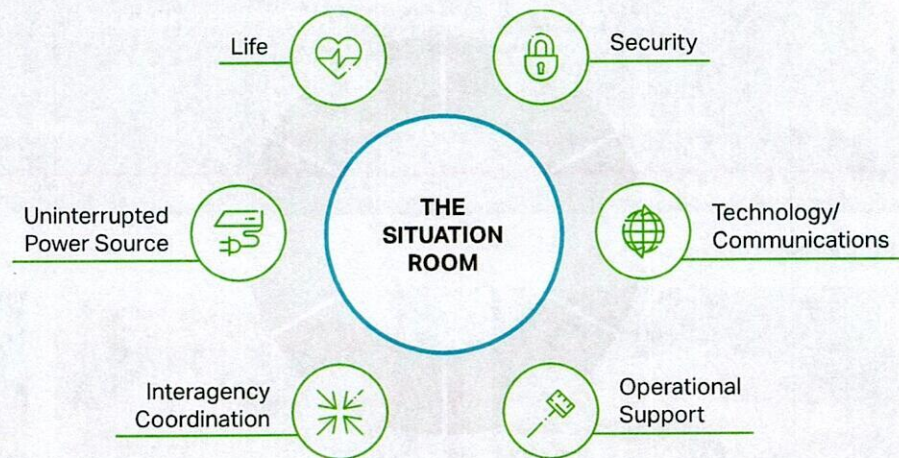 Life
Security
THE
SITUATION
ROOM
Uninterrupted
Power Source
Technology/
Communications
Interagency
Coordination
Operational
Support